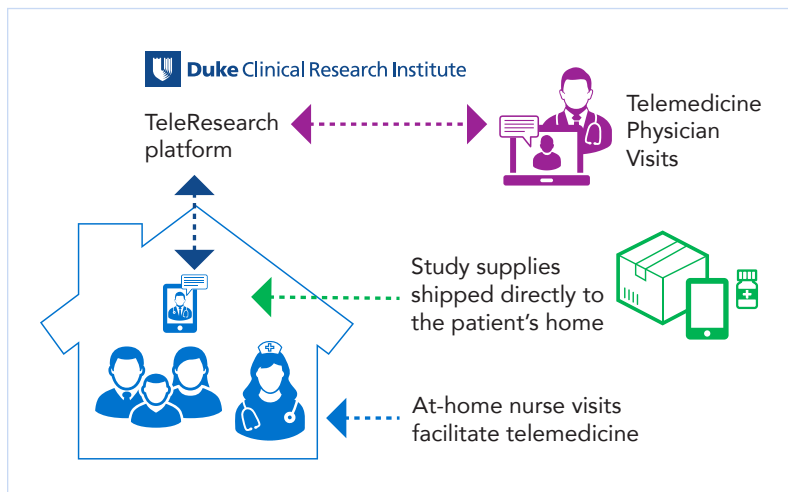 Duke Clinical Research Institute
TeleResearch
platform
Telemedicine
Physician
Visits
Study supplies
shipped directly to
the patient's home
At-home nurse visits
facilitate telemedicine